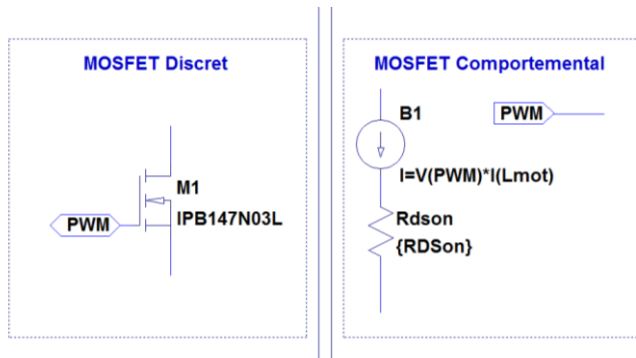 MOSFET Discret
M1
PWM
IPB147N03L
MOSFET Comportemental
B1
PWM
I=V(PWM)*I(Lmot)
Rdson
{RDSon}